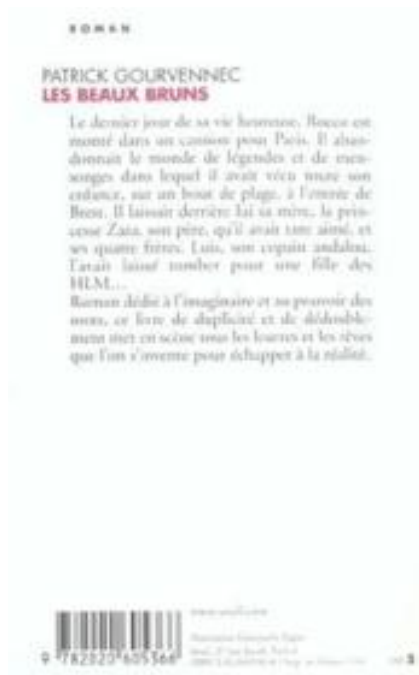 ROMAN
PATRICK GOURVENNEC
LES BEAUX BRUNS
Le dernier jour de sa vie heureuse, Rocco est
monté dans un camion pour Paris. Il aban-
donnait le monde de légendes et de men-
songes dans lequel il avait vécu toute son
enfance, sur un bout de plage, à l'entrée de
Brest. Il laissait derrière lui sa mère, la prin-
cesse Zara, son père, qu'il avait tant aimé, et
ses quatre frères. Luis, son copain andalou,
l'avait laissé tomber pour une fille des
HLM...
Roman dédié à l'imaginaire et au pouvoir des
mots, ce livre de duplicité et de dédouble-
ment met en scène tous les leurres et les rêves
que l'on s'invente pour échapper à la réalité.
www.seuil.com
9 782020 605366